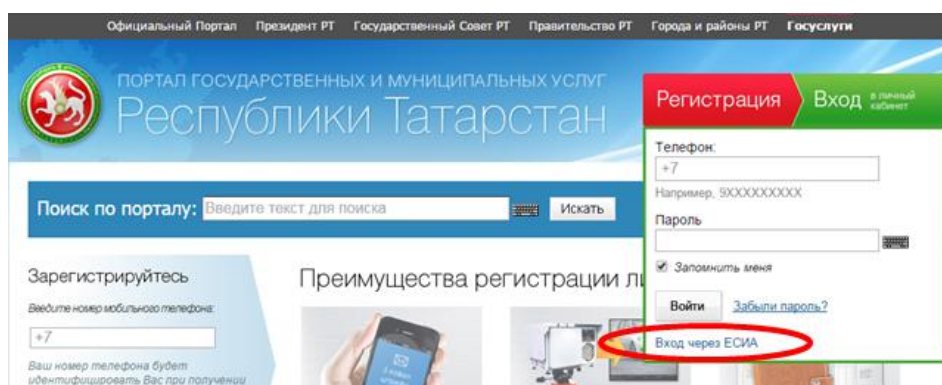 Официальный Портал Президент РТ Государственный Совет РТ Правительство РТ Города и районы РТ Госуслуги
ПОРТАЛ ГОСУДАРСТВЕННЫХ И МУНИЦИПАЛЬНЫХ УСЛУГ
Республики Татарстан
Регистрация
Вход в личный кабинет
Телефон:
+7
Например, 9XXXXXXXXX
Пароль
Запомнить меня
Войти Забыли пароль?
Вход через ЕСИА
Поиск по порталу: Введите текст для поиска Искать
Зарегистрируйтесь
Введите номер мобильного телефона:
+7
Ваш номер телефона будет
идентифицировать Вас при получении
Преимущества регистрации